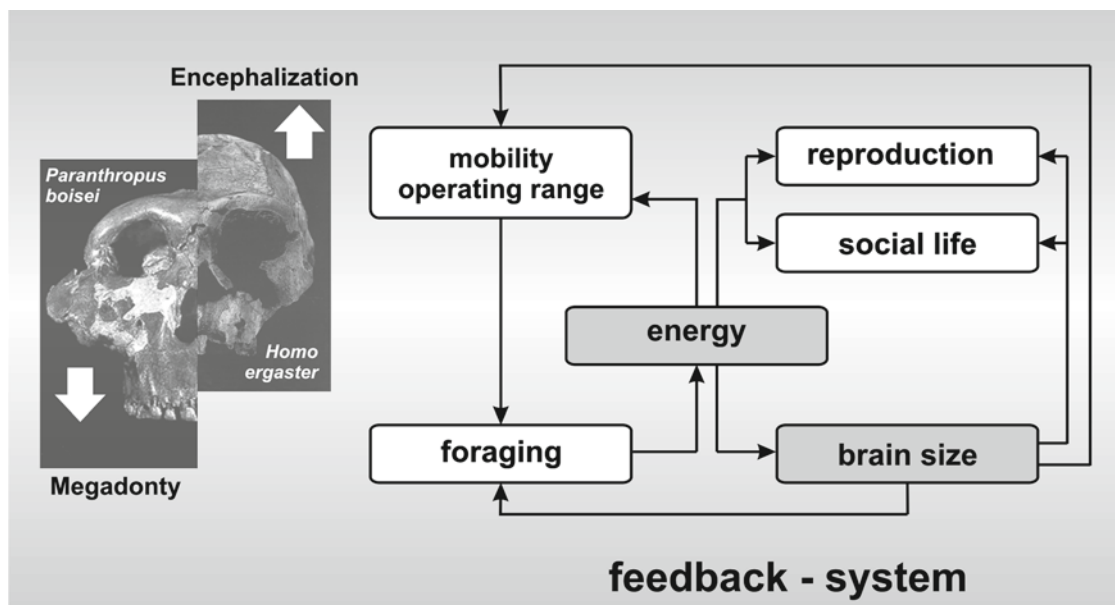 Encephalization
Paranthropus
boisei
Homo
ergaster
Megadonty
mobility
operating range
reproduction
social life
energy
foraging
brain size
feedback - system